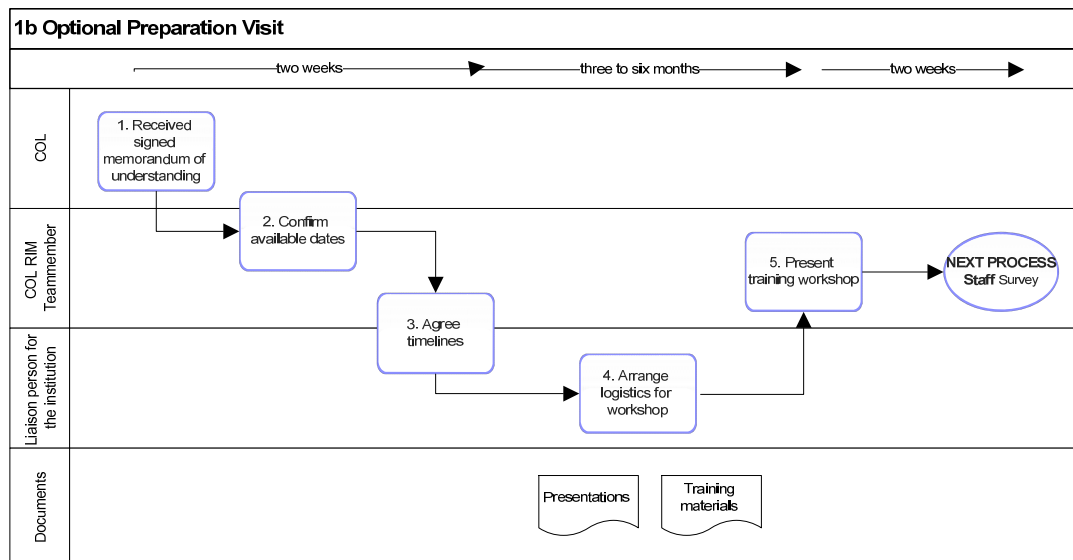 1b Optional Preparation Visit
two weeks
three to six months
two weeks
COL
1. Received
signed
memorandum of
understanding
COL RIM
Teammember
2. Confirm
available dates
5. Present
training workshop
NEXT PROCESS
Staff Survey
3. Agree
timelines
Liaison person for
the institution
4. Arrange
logistics for
workshop
Documents
Presentations
Training
materials